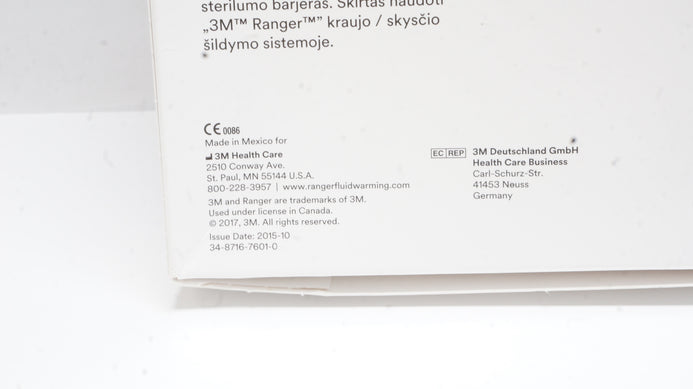 sterilumo barjeras. Skirtas naudoti
„3M™ Ranger™” kraujo / skysčio
šildymo sistemoje.
CE 0086
Made in Mexico for
3M Health Care
2510 Conway Ave.
St. Paul, MN 55144 U.S.A.
800-228-3957 | www.rangerfluidwarming.com
3M and Ranger are trademarks of 3M.
Used under license in Canada.
© 2017, 3M. All rights reserved.
Issue Date: 2015-10
34-8716-7601-0
EC REP 3M Deutschland GmbH
Health Care Business
Carl-Schurz-Str.
41453 Neuss
Germany